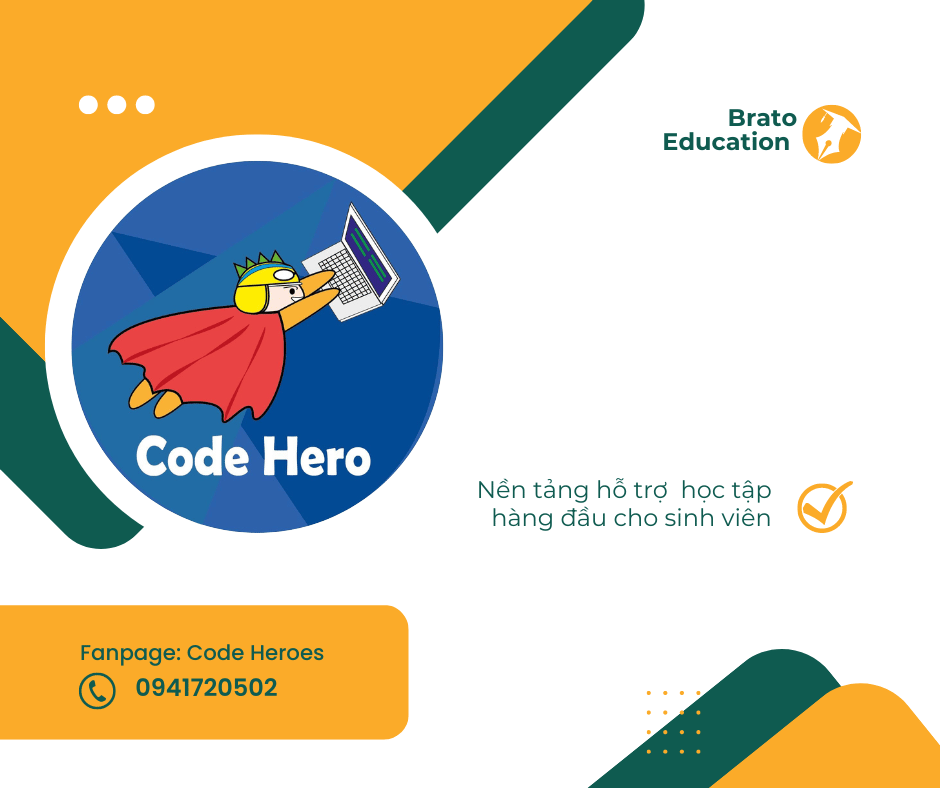 Brato
Education
Code Hero
Nền tảng hỗ trợ học tập
hàng đầu cho sinh viên
Fanpage: Code Heroes
0941720502